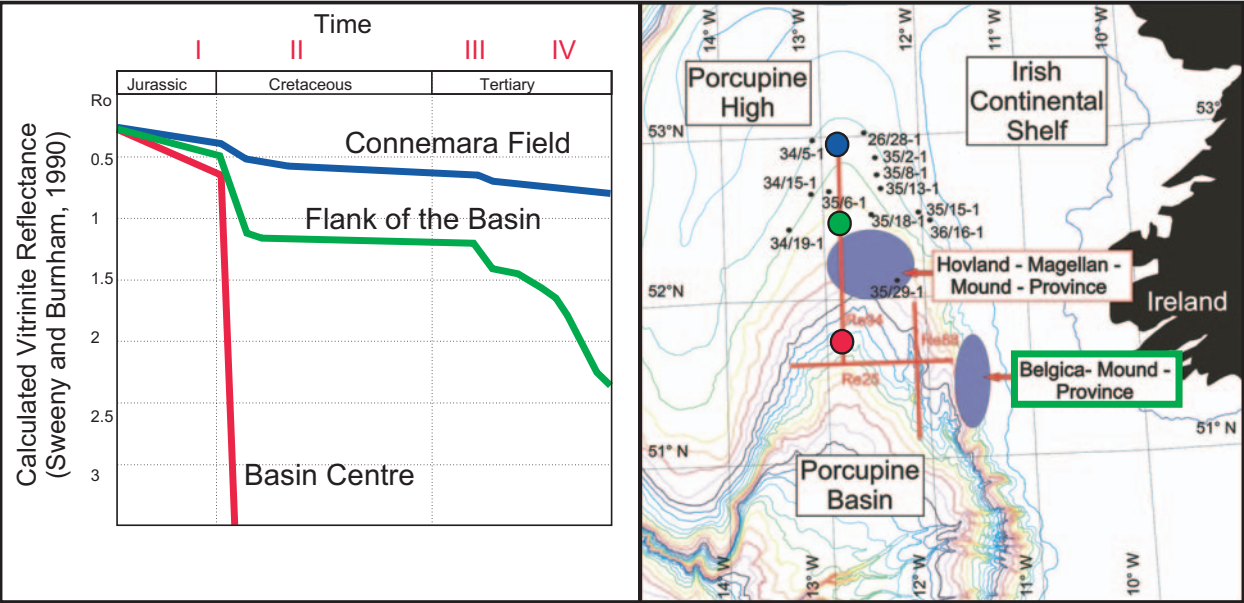 Time
I II III IV
Jurassic Cretaceous Tertiary
Ro
0.5
1
1.5
2
2.5
3
Calculated Vitrinite Reflectance
(Sweeny and Burnham, 1990)
Connemara Field
Flank of the Basin
Basin Centre
14° W 13° W 12° W 11° W 10° W
Porcupine
High
Irish
Continental
Shelf
53°
53°N
26/28-1
34/5-1
35/2-1
35/8-1
34/15-1
35/13-1
35/6-1
35/15-1
35/18-1
36/16-1
34/19-1
Hovland - Magellan -
Mound - Province
35/29-1
52°N
Ireland
Re94
Re88
Re25
Belgica- Mound -
Province
51° N
51° N
Porcupine
Basin
14° W 13° W 12° W 11° W 10° W